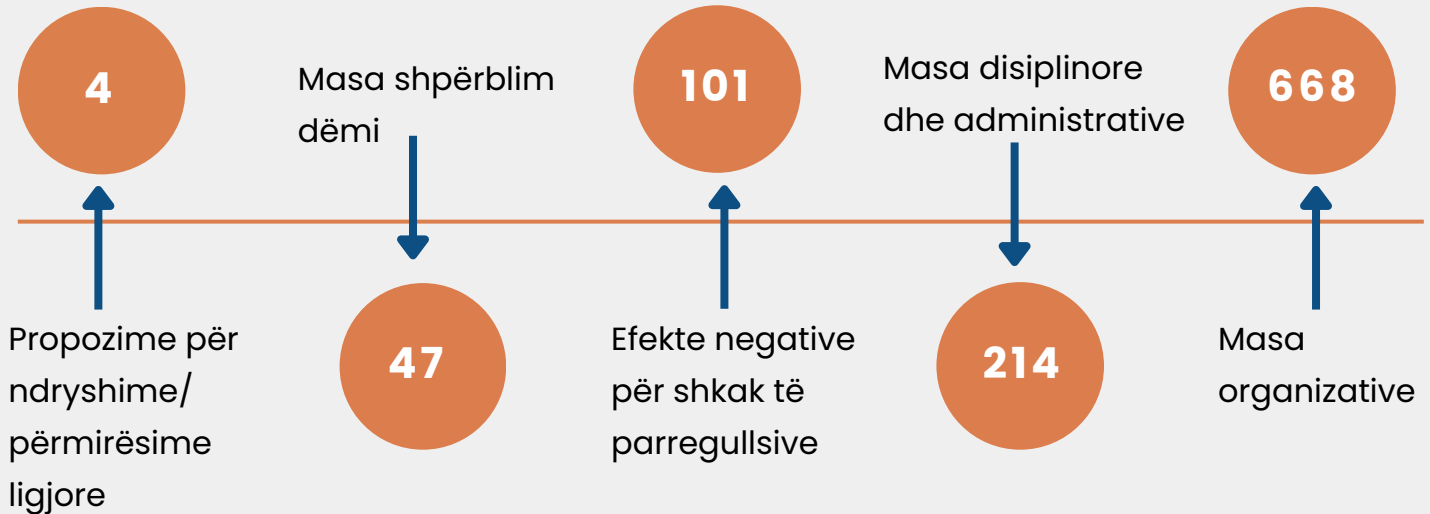 4
Propozime për
ndryshime/
përmirësime
ligjore
Masa shpërblim
dëmi
47
101
Efekte negative
për shkak të
parregullsive
Masa disiplinore
dhe administrative
214
668
Masa
organizative